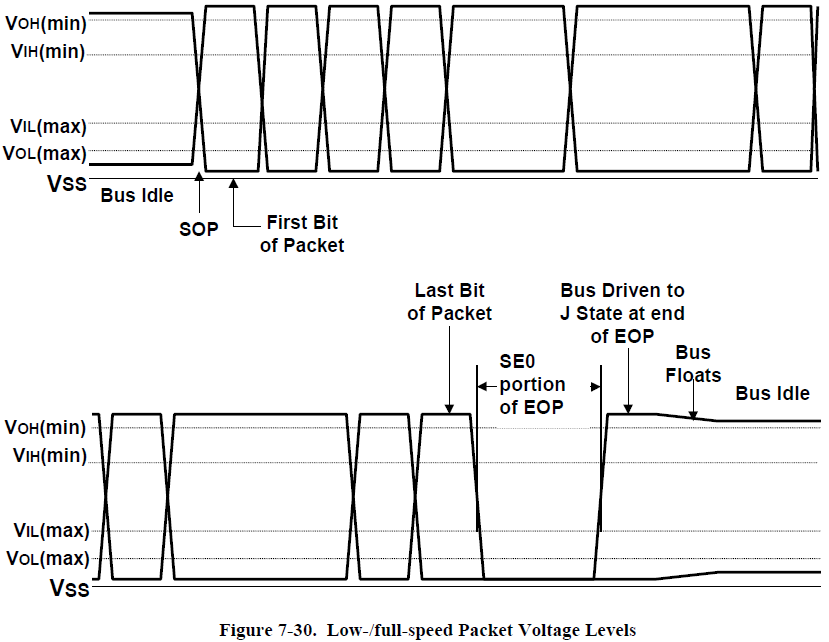 VOH(min)
VIH(min)
VIL(max)
VOL(max)
VSS
Bus Idle
SOP
First Bit
of Packet
Last Bit
of Packet
SE0
portion
of EOP
Bus Driven to
J State at end
of EOP
Bus
Floats
Bus Idle
VOH(min)
VIH(min)
VIL(max)
VOL(max)
VSS
Figure 7-30. Low-/full-speed Packet Voltage Levels